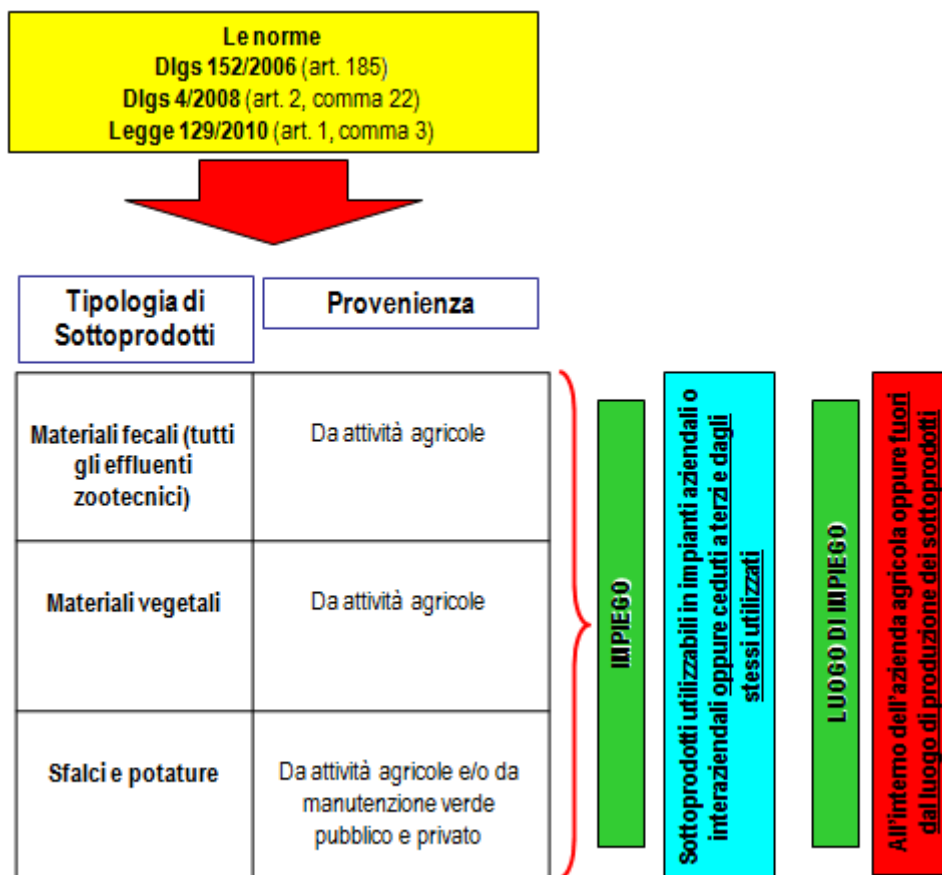 Le norme
Dlgs 152/2006 (art. 185)
Dlgs 4/2008 (art. 2, comma 22)
Legge 129/2010 (art. 1, comma 3)
Tipologia di
Sottoprodotti
Provenienza
Materiali fecali (tutti
gli effluenti
zootecnici)
Da attività agricole
Materiali vegetali
Da attività agricole
Sfalci e potature
Da attività agricole e/o da
manutenzione verde
pubblico e privato
IMPIEGO
Sottoprodotti utilizzabili in impianti aziendali o
interaziendali oppure ceduti a terzi e dagli
stessi utilizzati
LUOGO DI IMPIEGO
All'interno dell'azienda agricola oppure fuori
dal luogo di produzione dei sottoprodotti